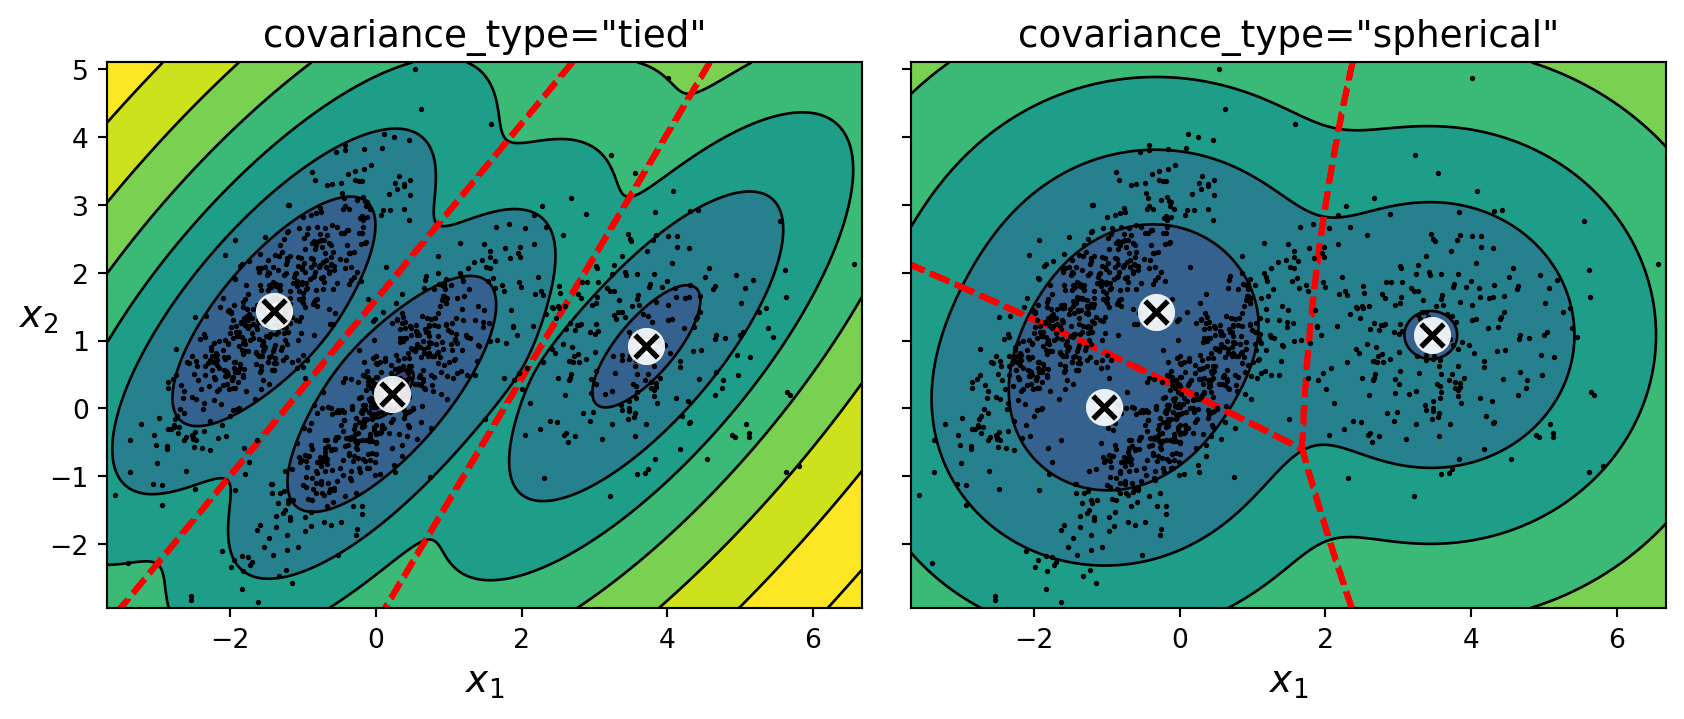 covariance_type="tied"
covariance_type="spherical"
5
4
3
2
1
0
−1
−2
x2
−2 0 2 4 6
−2 0 2 4 6
x1
x1